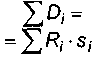 ∑ Dᵢ =
= ∑ Rᵢ · sᵢ